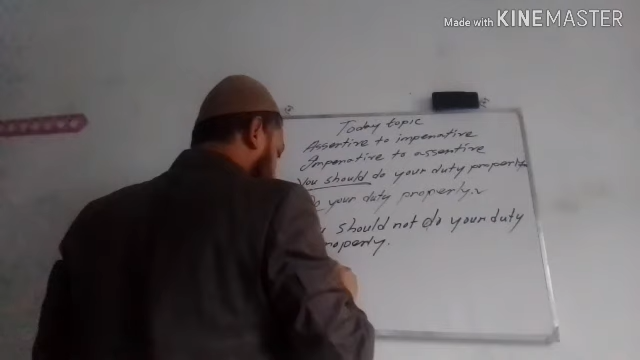 Made with KINEMASTER
Today topic
Assertive to imperative
Imperative to assertive
You should do your duty properly
your duty properly.
should not do your duty
properly.